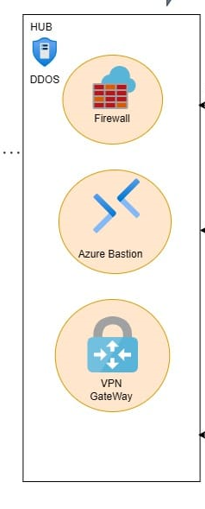 HUB
DDOS
Firewall
Azure Bastion
VPN
GateWay